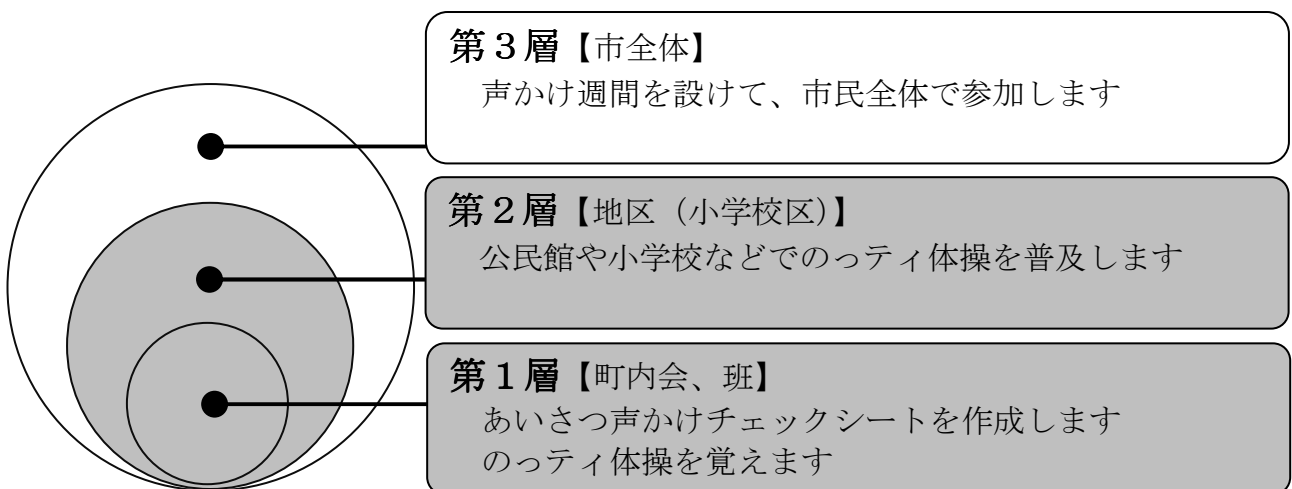 第３層【市全体】
声かけ週間を設けて、市民全体で参加します
第２層【地区（小学校区）】
公民館や小学校などでのっティ体操を普及します
第１層【町内会、班】
あいさつ声かけチェックシートを作成します
のっティ体操を覚えます